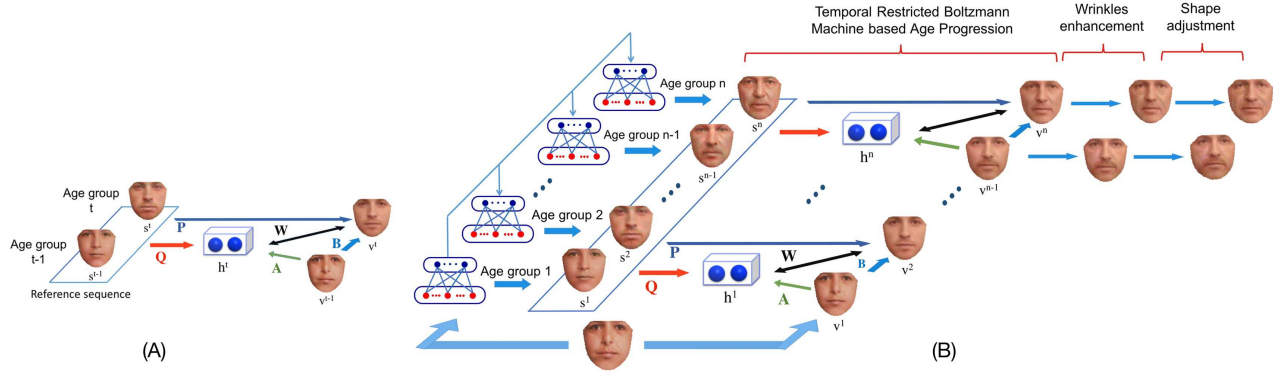 Temporal Restricted Boltzmann
Machine based Age Progression
Wrinkles
enhancement
Shape
adjustment
Age group
t
s^t
P
W
v^t
Age group
t-1
s^{t-1}
Q
h^t
A
B
v^{t-1}
Reference sequence
(A)
Age group n
s^n
h^n
v^n
Age group n-1
s^{n-1}
v^{n-1}
Age group 2
s^2
P
W
v^2
Age group 1
s^1
Q
h^1
A
B
v^1
(B)